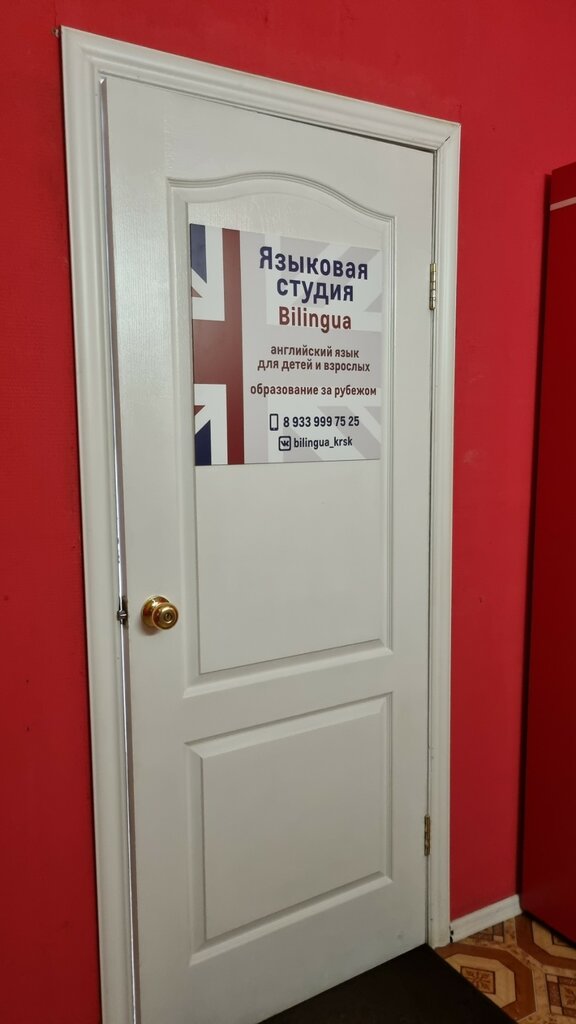 Языковая
студия
Bilingua
английский язык
для детей и взрослых
образование за рубежом
8 933 999 75 25
bilingua_krsk